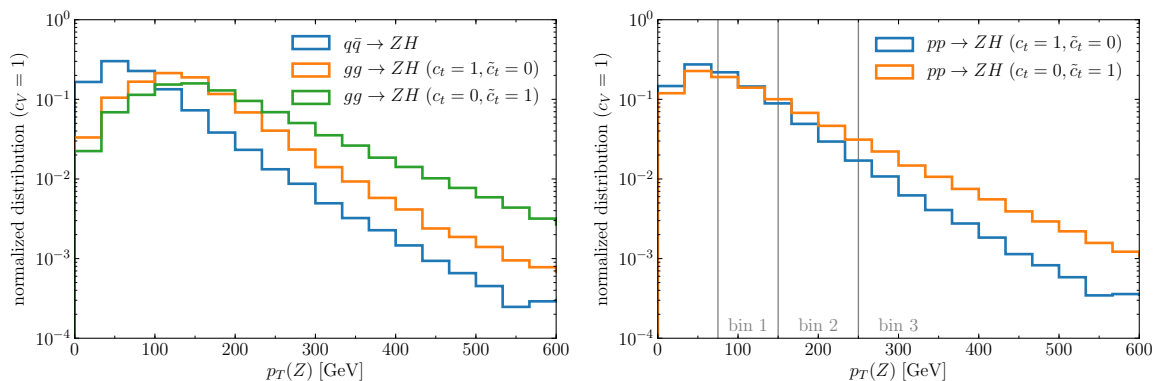 normalized distribution (c_V = 1)
10^0
10^{-1}
10^{-2}
10^{-3}
10^{-4}
qq̄ → ZH
gg → ZH (c_t = 1, c̃_t = 0)
gg → ZH (c_t = 0, c̃_t = 1)
0 100 200 300 400 500 600
p_T(Z) [GeV]
normalized distribution (c_V = 1)
10^0
10^{-1}
10^{-2}
10^{-3}
10^{-4}
pp → ZH (c_t = 1, c̃_t = 0)
pp → ZH (c_t = 0, c̃_t = 1)
bin 1 bin 2 bin 3
0 100 200 300 400 500 600
p_T(Z) [GeV]